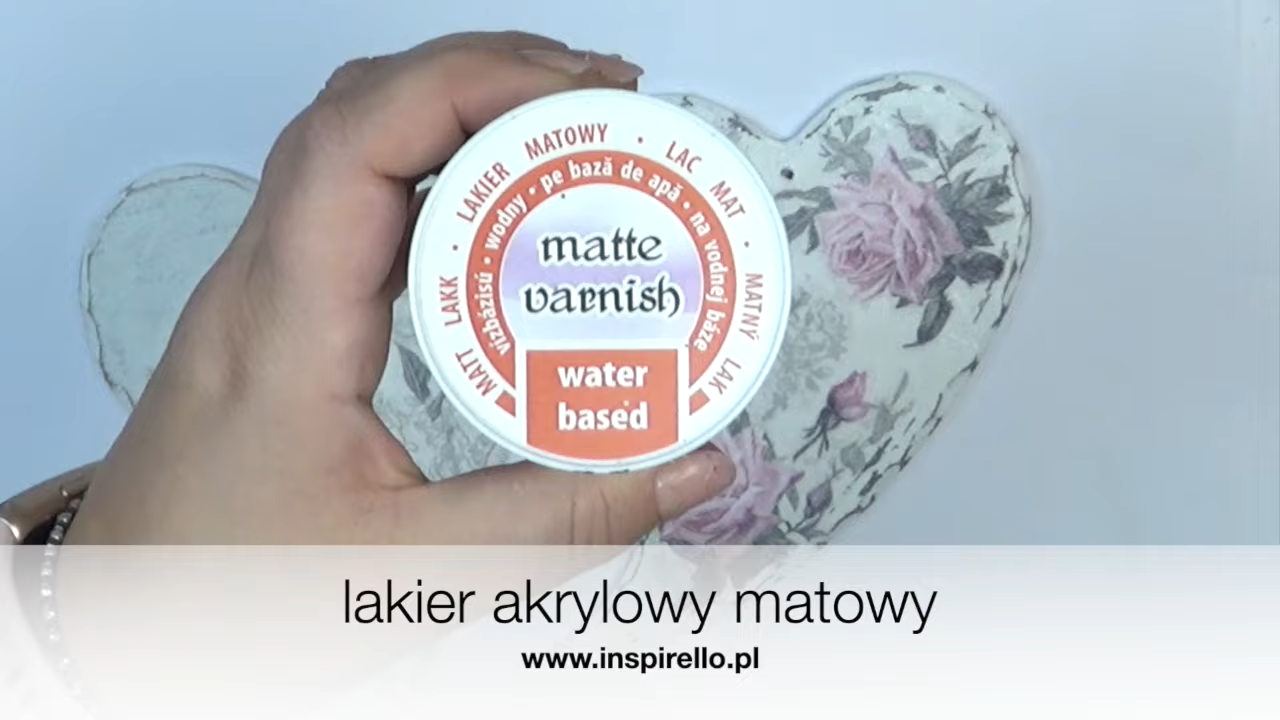 MATT LAKK · LAKIER MATOWY · LAC MAT · MATNÝ LAK
vízbázisú · wodny · pe bază de apă · na vodnej báze
matte
varnish
water
based
lakier akrylowy matowy
www.inspirello.pl